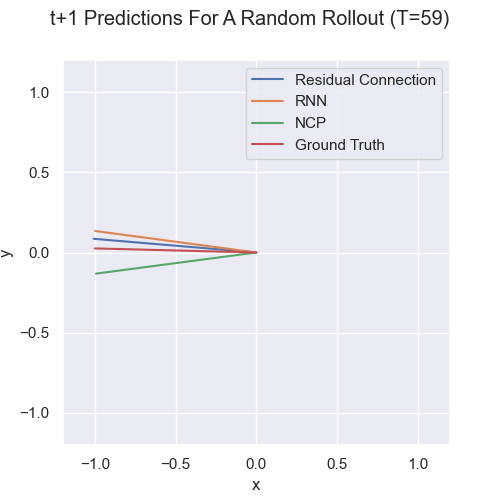 t+1 Predictions For A Random Rollout (T=59)
Residual Connection
RNN
NCP
Ground Truth
1.0
0.5
0.0
−0.5
−1.0
y
−1.0 −0.5 0.0 0.5 1.0
x